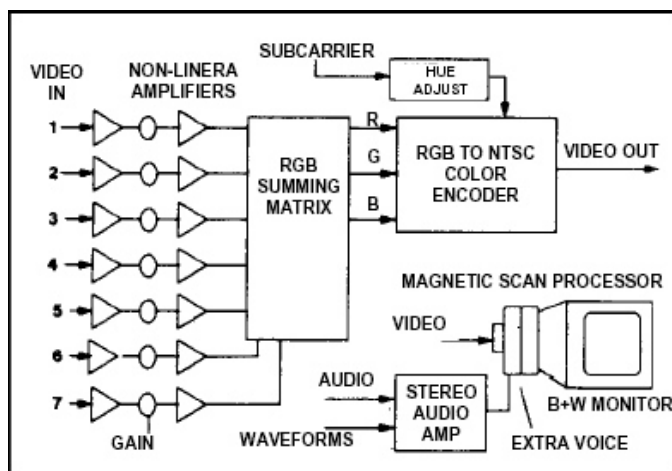 SUBCARRIER
VIDEO IN
NON-LINERA
AMPLIFIERS
HUE
ADJUST
1
2
3
4
5
6
7
GAIN
RGB
SUMMING
MATRIX
R
G
B
RGB TO NTSC
COLOR
ENCODER
VIDEO OUT
MAGNETIC SCAN PROCESSOR
VIDEO
AUDIO
WAVEFORMS
STEREO
AUDIO
AMP
B+W MONITOR
EXTRA VOICE